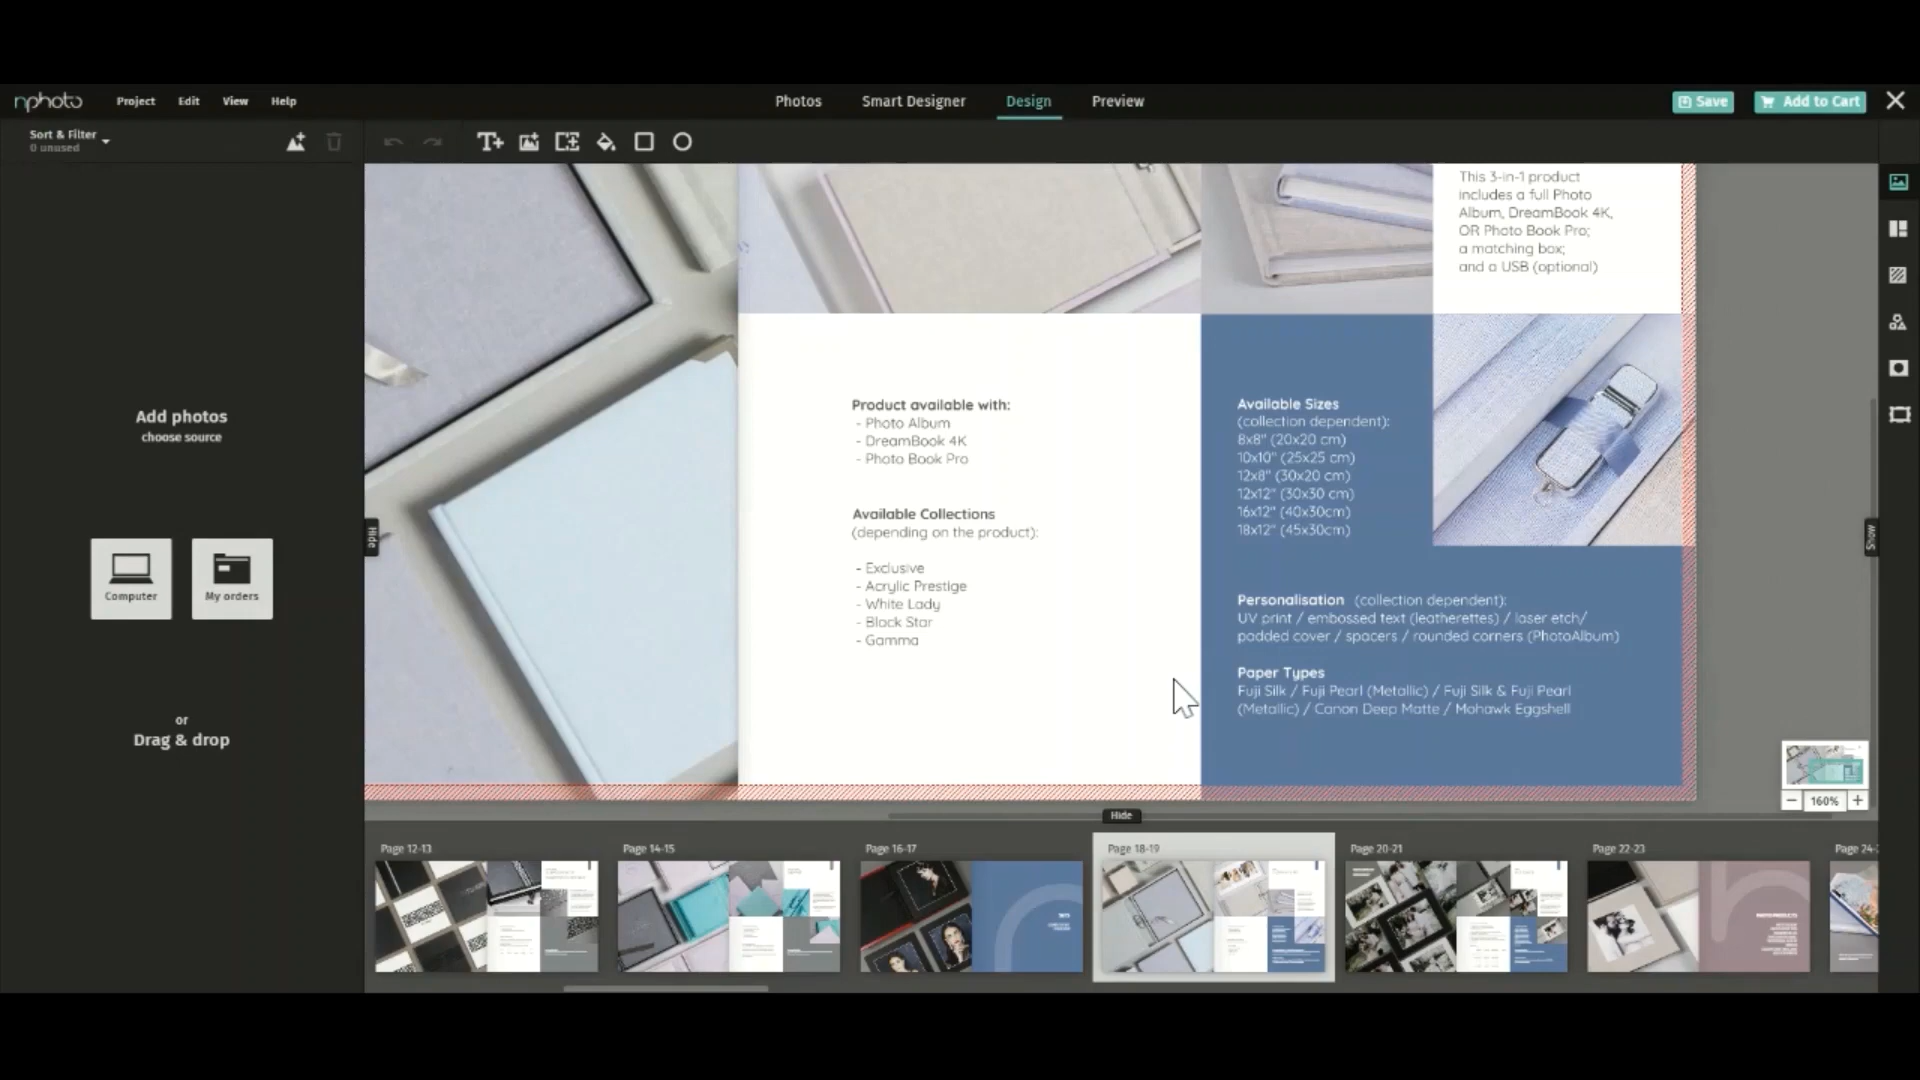 nphoto
Project
Edit
View
Help
Photos
Smart Designer
Design
Preview
Save
Add to Cart
Sort & Filter
0 unused
T+
Add photos
choose source
Computer
My orders
or
Drag & drop
Hide
Show
This 3-in-1 product
includes a full Photo
Album, DreamBook 4K,
OR Photo Book Pro;
a matching box;
and a USB (optional)
Product available with:
- Photo Album
- DreamBook 4K
- Photo Book Pro
Available Collections
(depending on the product):
- Exclusive
- Acrylic Prestige
- White Lady
- Black Star
- Gamma
Available Sizes
(collection dependent):
8x8" (20x20 cm)
10x10" (25x25 cm)
12x8" (30x20 cm)
12x12" (30x30 cm)
16x12" (40x30cm)
18x12" (45x30cm)
Personalisation (collection dependent):
UV print / embossed text (leatherettes) / laser etch/
padded cover / spacers / rounded corners (PhotoAlbum)
Paper Types
Fuji Silk / Fuji Pearl (Metallic) / Fuji Silk & Fuji Pearl
(Metallic) / Canon Deep Matte / Mohawk Eggshell
160%
Hide
Page 12-13
Page 14-15
Page 16-17
Page 18-19
Page 20-21
Page 22-23
Page 24-